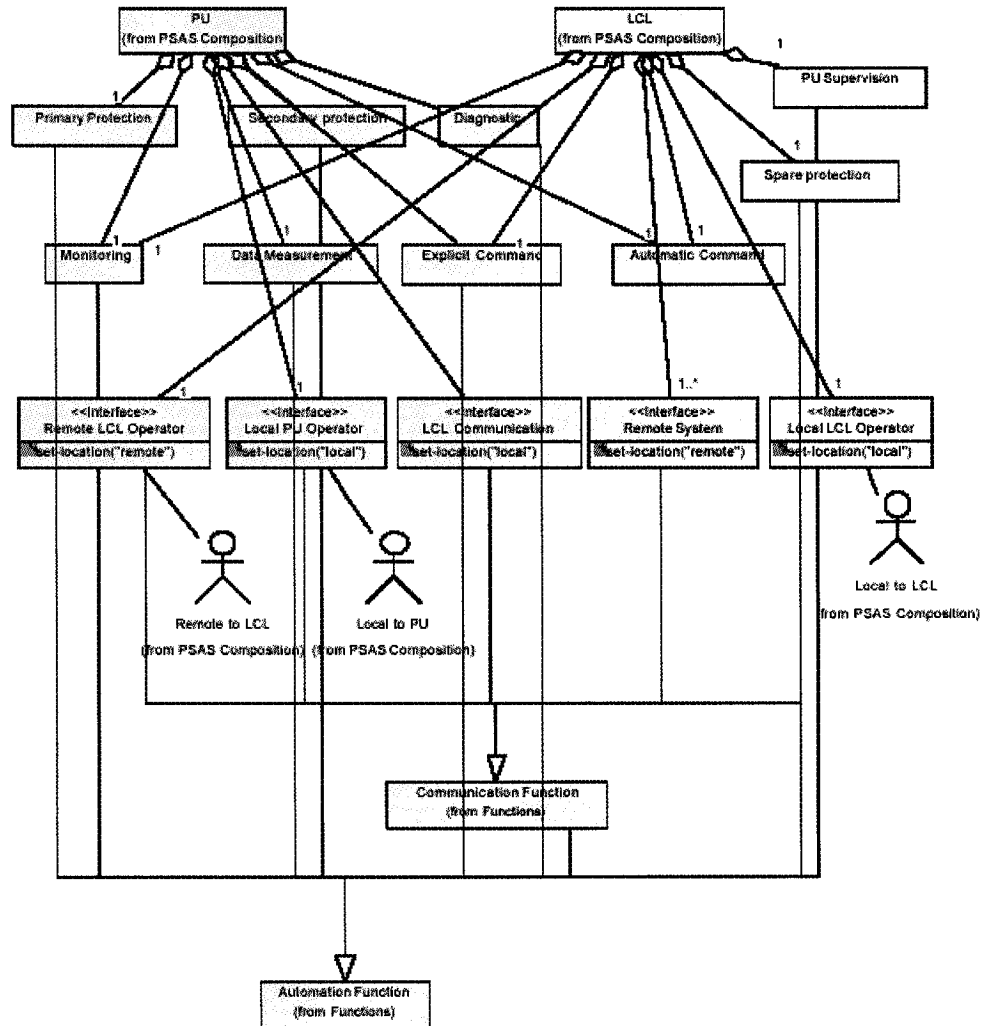 PU
(from PSAS Composition)
LCL
(from PSAS Composition)
1
PU Supervision
1
Primary Protection
Secondary protection
Diagnostic
1
Spare protection
1
1
1
1
1
1
Monitoring
Data Measurement
Explicit Command
Automatic Command
1
1
1..*
1
<<Interface>>
Remote LCL Operator
set-location("remote")
<<Interface>>
Local PU Operator
set-location("local")
<<Interface>>
LCL Communication
set-location("local")
<<Interface>>
Remote System
set-location("remote")
<<Interface>>
Local LCL Operator
set-location("local")
Remote to LCL
(from PSAS Composition)
Local to PU
(from PSAS Composition)
Local to LCL
(from PSAS Composition)
Communication Function
(from Functions)
Automation Function
(from Functions)